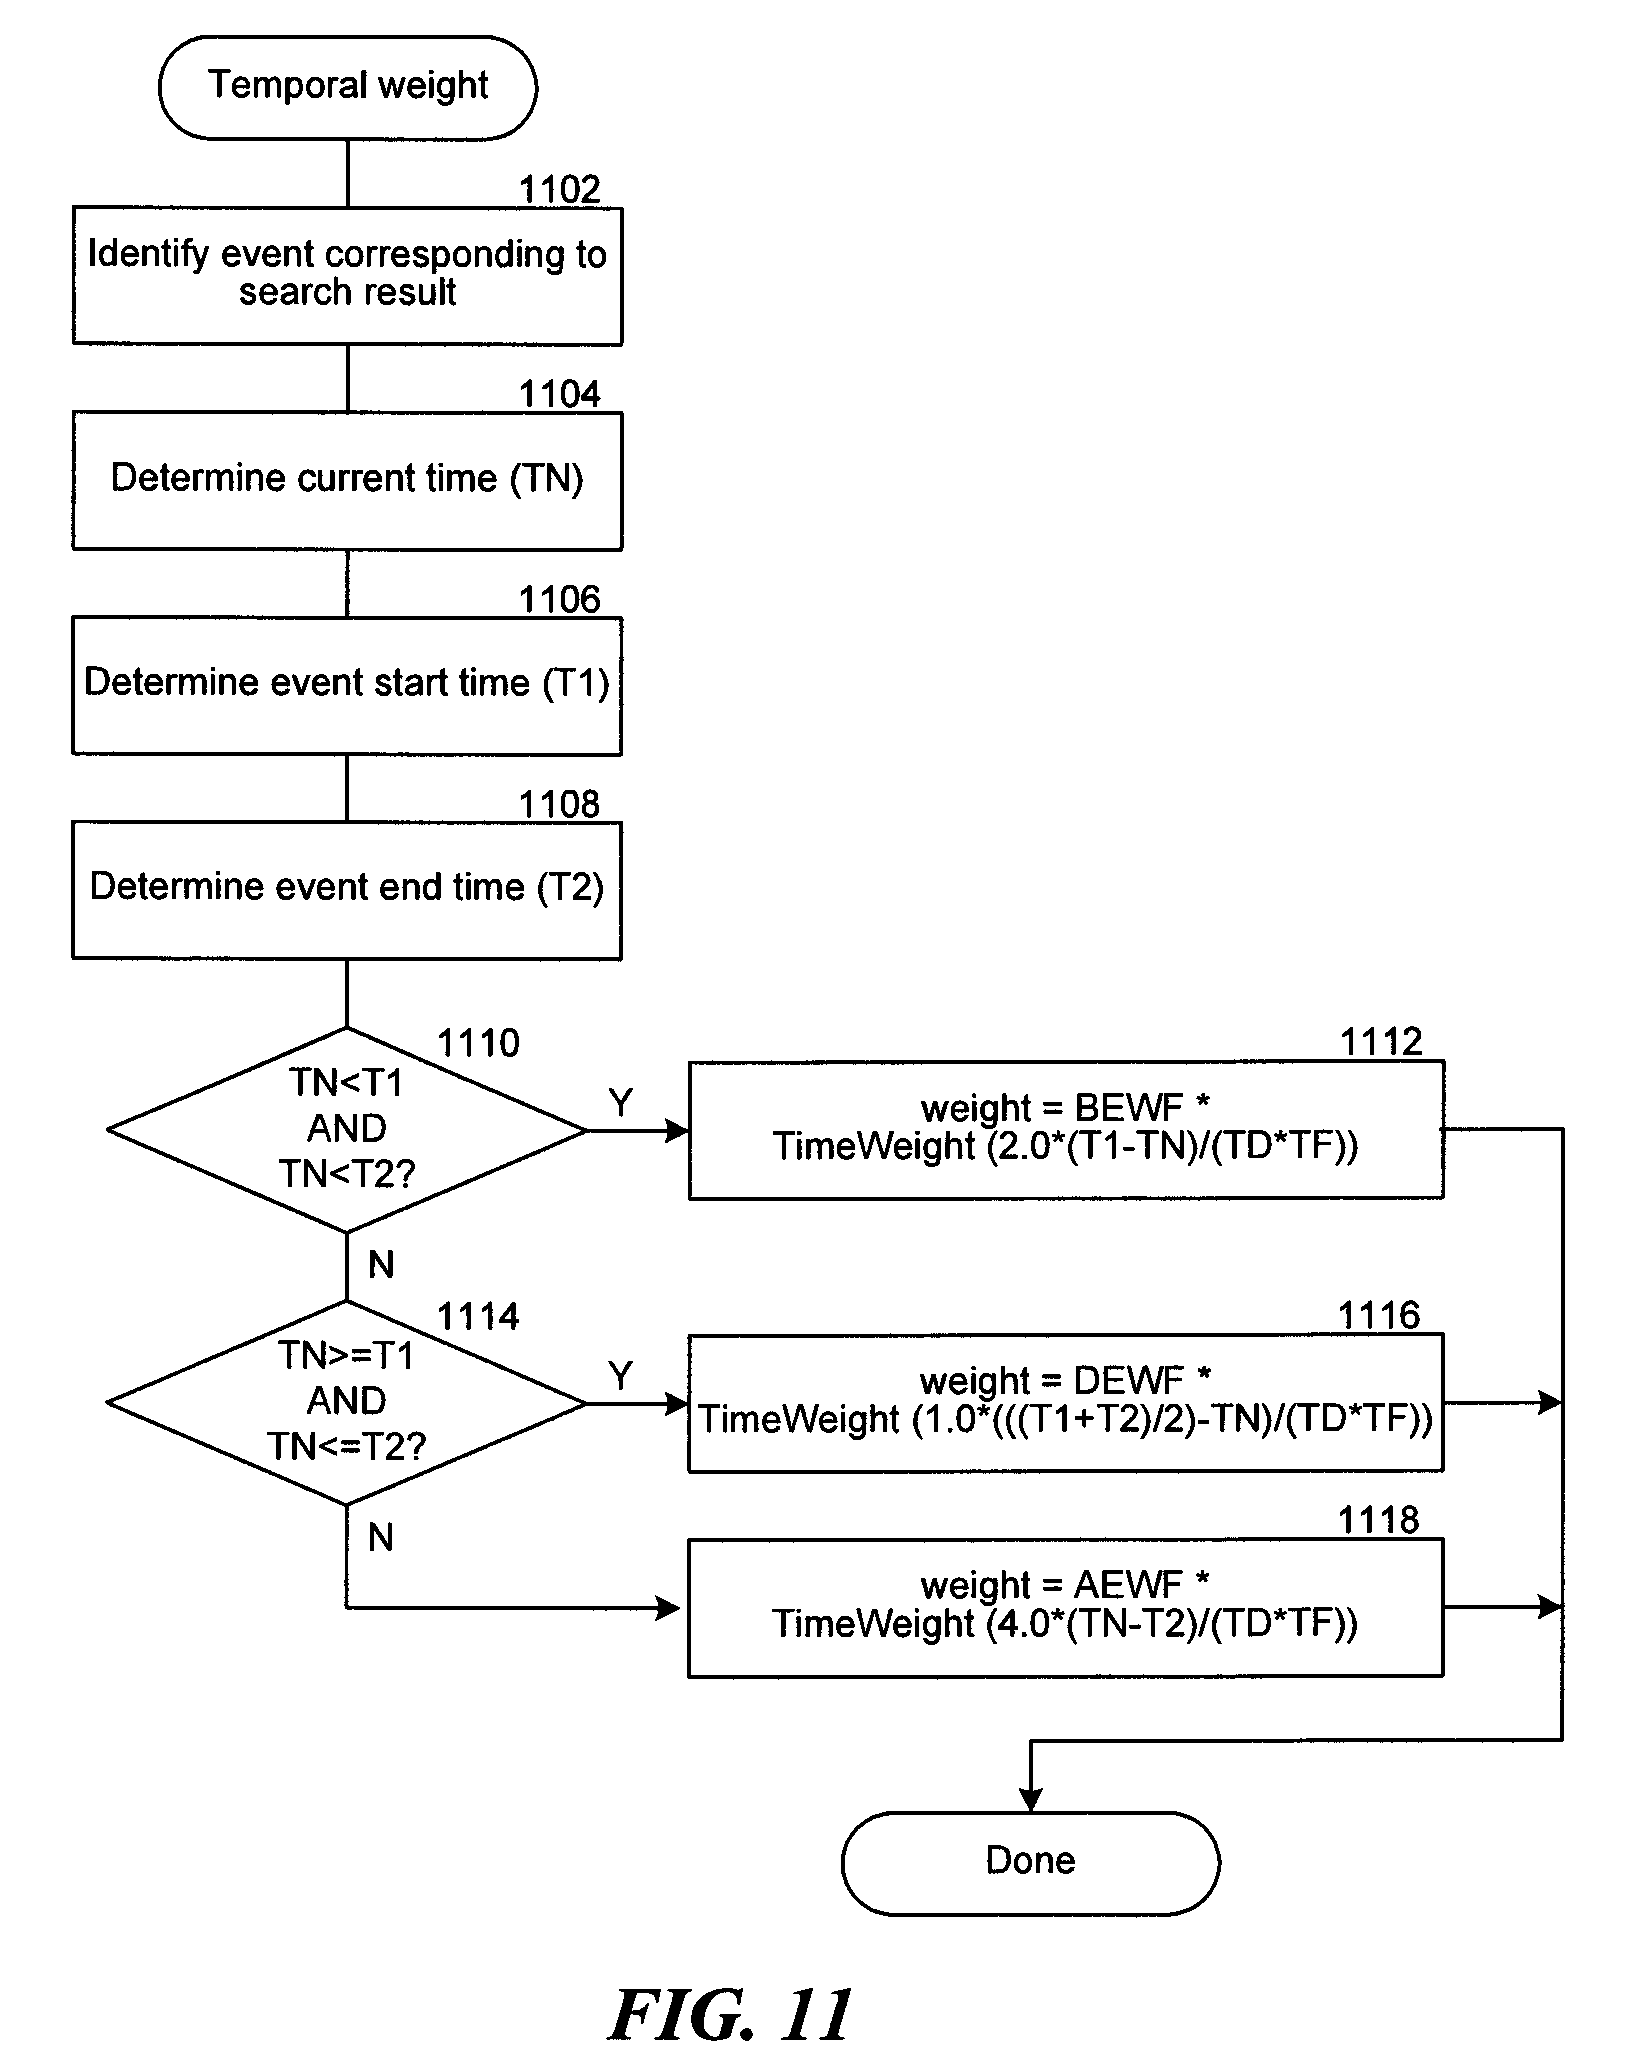 Temporal weight
1102
Identify event corresponding to
search result
1104
Determine current time (TN)
1106
Determine event start time (T1)
1108
Determine event end time (T2)
1110
TN<T1
AND
TN<T2?
Y
1112
weight = BEWF *
TimeWeight (2.0*(T1-TN)/(TD*TF))
N
1114
TN>=T1
AND
TN<=T2?
Y
1116
weight = DEWF *
TimeWeight (1.0*(((T1+T2)/2)-TN)/(TD*TF))
N
1118
weight = AEWF *
TimeWeight (4.0*(TN-T2)/(TD*TF))
Done
FIG. 11